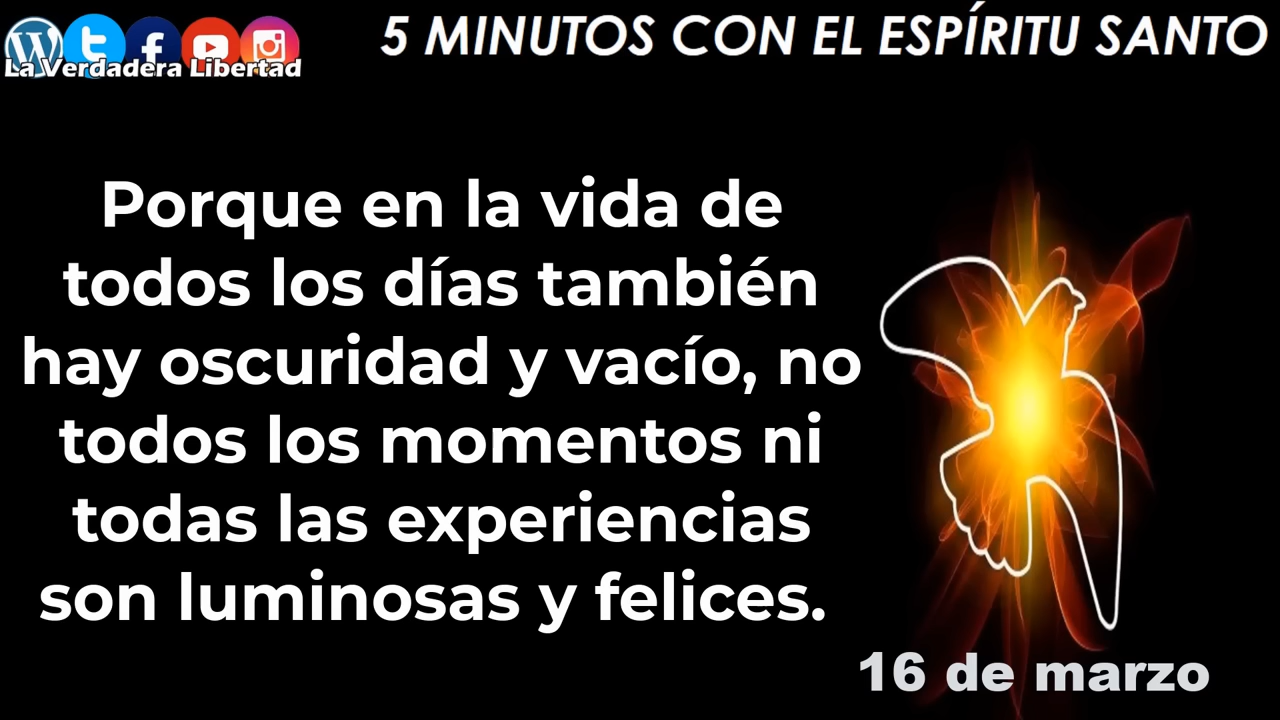 5 MINUTOS CON EL ESPÍRITU SANTO
La Verdadera Libertad
Porque en la vida de
todos los días también
hay oscuridad y vacío, no
todos los momentos ni
todas las experiencias
son luminosas y felices.
16 de marzo